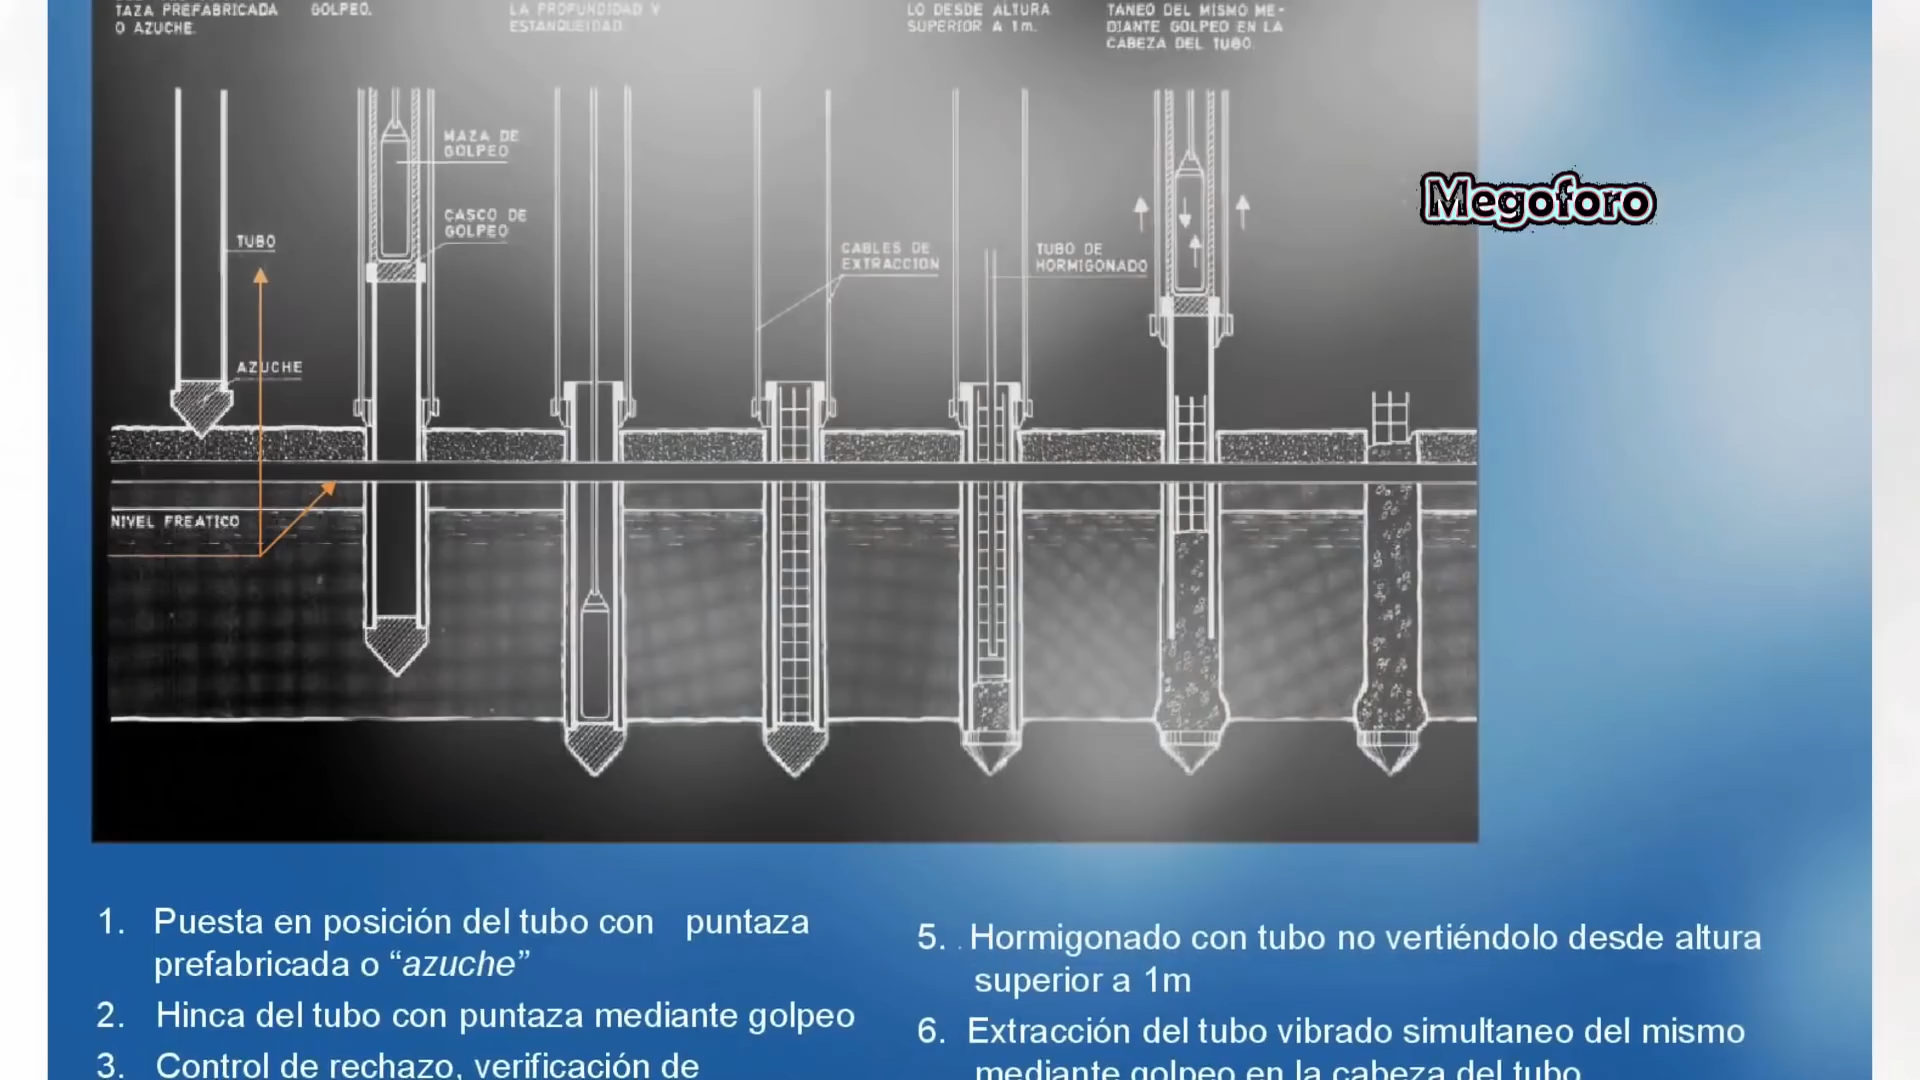 TAZA PREFABRICADA
O AZUCHE.
GOLPEO.
LA PROFUNDIDAD Y
ESTANQUEIDAD.
LO DESDE ALTURA
SUPERIOR A 1m.
TANEO DEL MISMO ME-
DIANTE GOLPEO EN LA
CABEZA DEL TUBO.
MAZA DE
GOLPEO
CASCO DE
GOLPEO
TUBO
AZUCHE
CABLES DE
EXTRACCION
TUBO DE
HORMIGONADO
Megaforo
NIVEL FREATICO
1. Puesta en posición del tubo con puntaza
prefabricada o “azuche”
2. Hinca del tubo con puntaza mediante golpeo
3. Control de rechazo, verificación de
5. . Hormigonado con tubo no vertiéndolo desde altura
superior a 1m
6. Extracción del tubo vibrado simultaneo del mismo
mediante golpeo en la cabeza del tubo